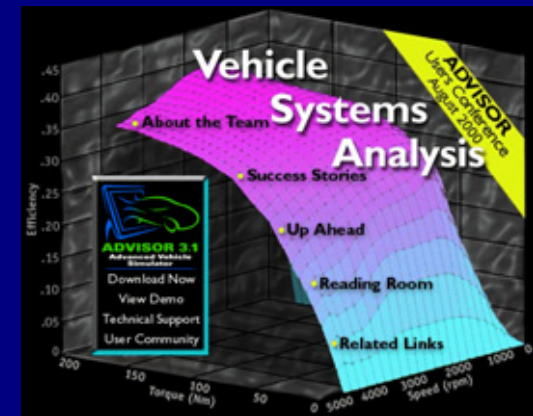 Vehicle
Systems
Analysis
ADVISOR
Users Conference
August 2000
About the Team
Success Stories
Up Ahead
Reading Room
Related Links
ADVISOR 3.1
Advanced Vehicle
Simulator
Download Now
View Demo
Technical Support
User Community
Efficiency
.45
.40
.35
.30
.25
.20
.15
.10
.05
0
200
150
100
50
0
Torque (Nm)
5000
4000
3000
2000
1000
0
Speed (rpm)